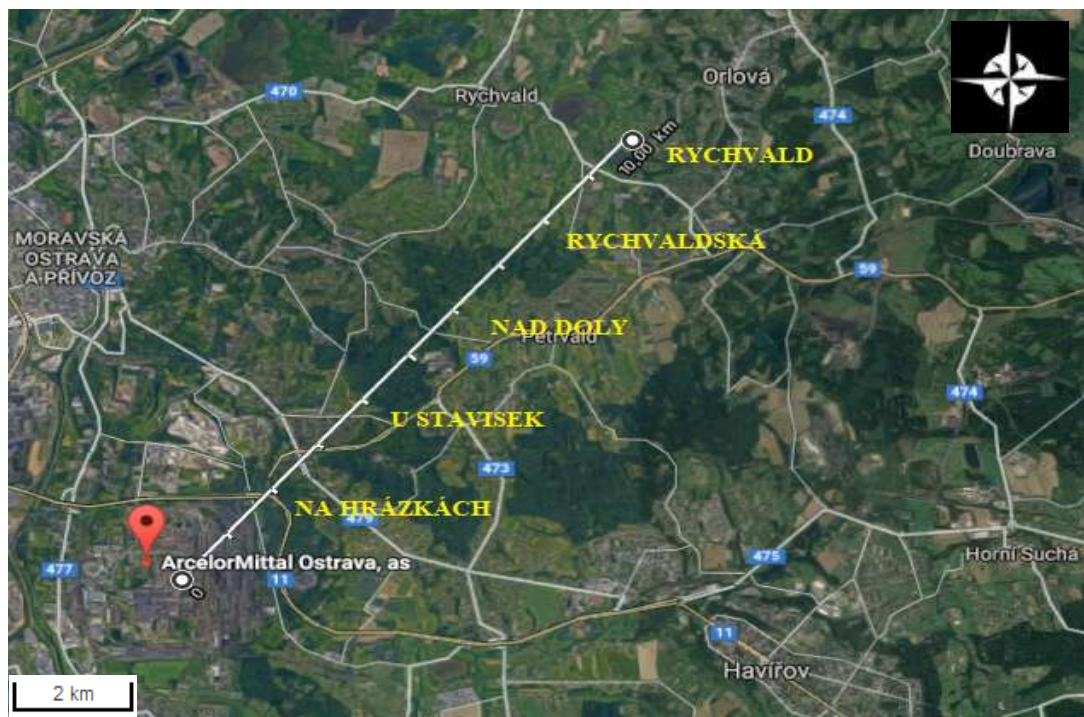 470
Rychvald
Orlová
474
Doubrava
10.00 km
RYCHVALD
MORAVSKÁ
OSTRAVA
A PŘÍVOZ
RYCHVALDSKÁ
59
NAD DOLY
Petřvald
59
474
U STAVISEK
473
NA HRÁZKÁCH
479
475
Horní Suchá
ArcelorMittal Ostrava, as
477
11
0
11
Havířov
2 km